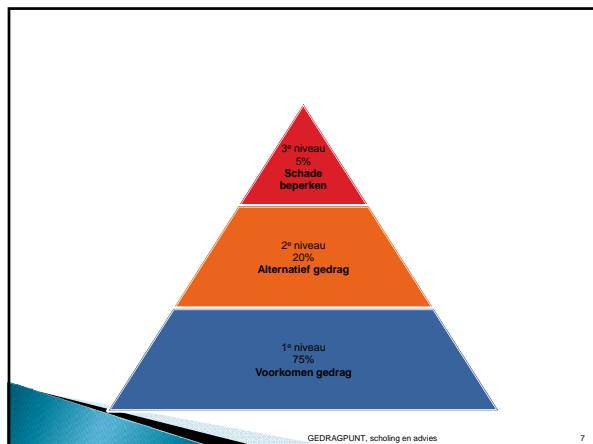 3e niveau
5%
Schade
beperken
2e niveau
20%
Alternatief gedrag
1e niveau
75%
Voorkomen gedrag
GEDRAGPUNT, scholing en advies 7